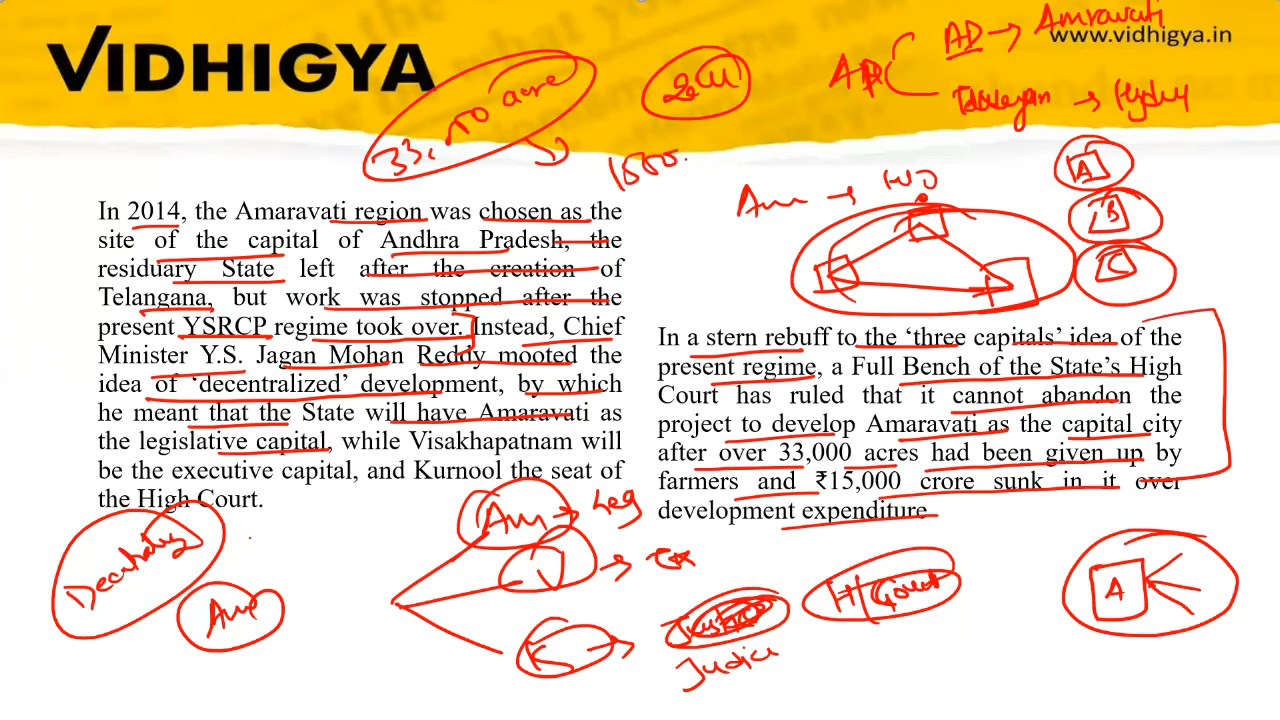 VIDHIGYA
www.vidhigya.in
Amravati
33, acre
A
B
C
In 2014, the Amaravati region was chosen as the
site of the capital of Andhra Pradesh, the
residuary State left after the creation of
Telangana, but work was stopped after the
present YSRCP regime took over. Instead, Chief
Minister Y.S. Jagan Mohan Reddy mooted the
idea of ‘decentralized’ development, by which
he meant that the State will have Amaravati as
the legislative capital, while Visakhapatnam will
be the executive capital, and Kurnool the seat of
the High Court.
In a stern rebuff to the ‘three capitals’ idea of the
present regime, a Full Bench of the State’s High
Court has ruled that it cannot abandon the
project to develop Amaravati as the capital city
after over 33,000 acres had been given up by
farmers and ₹15,000 crore sunk in it over
development expenditure
Am Leg
V
K
H/Court
A